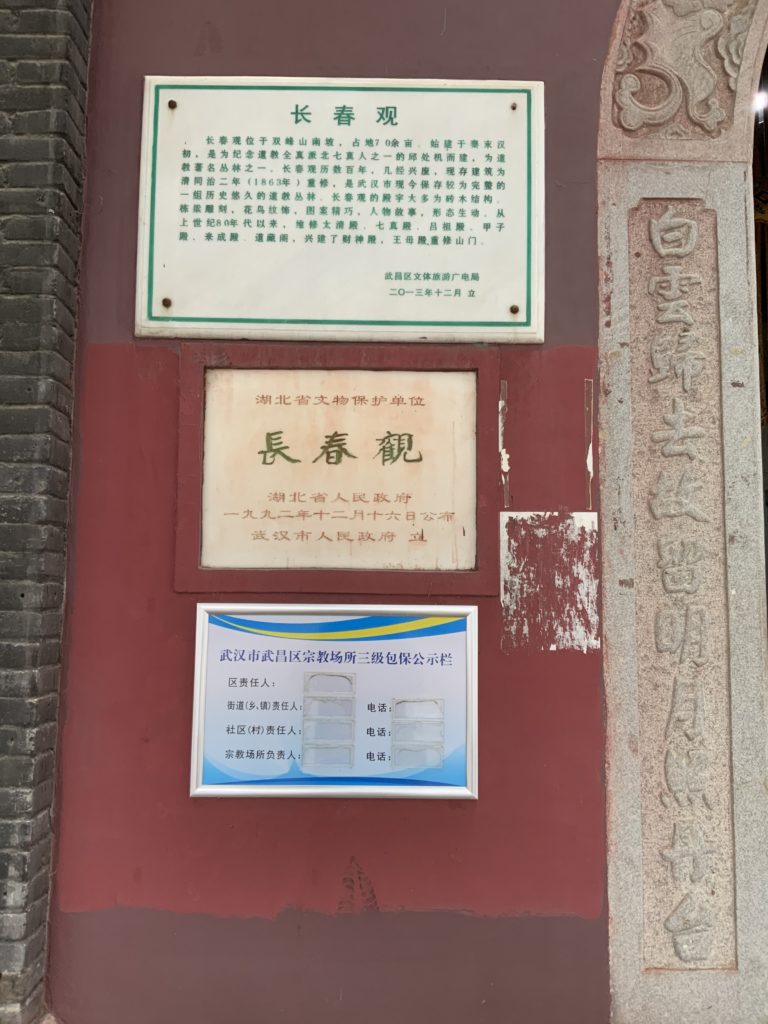 长春观
长春观位于双峰山南坡，占地70余亩。始建于秦末汉
初，是为纪念道教全真派北七真人之一的邱处机而建，为道
教著名丛林之一。长春观历数百年，几经兴废，现存建筑为
清同治二年（1863年）重修，是武汉市现今保存较为完整的
一组历史悠久的道教丛林。长春观的殿宇大多为砖木结构。
栋梁雕刻，花鸟纹饰，图案精巧，人物叙事，形态生动。从
上世纪80年代以来，维修太清殿、七真殿、吕祖殿、甲子
殿、来成殿、道藏阁，兴建了财神殿，王母殿重修山门。
武昌区文体旅游广电局
二〇一三年十二月 立
湖北省文物保护单位
長春觀
湖北省人民政府
一九九二年十二月十六日公布
武汉市人民政府 立
武汉市武昌区宗教场所三级包保公示栏
区责任人：
街道(乡、镇)责任人： 电话：
社区(村)责任人： 电话：
宗教场所负责人： 电话：
白雲歸去故留明月照丹台